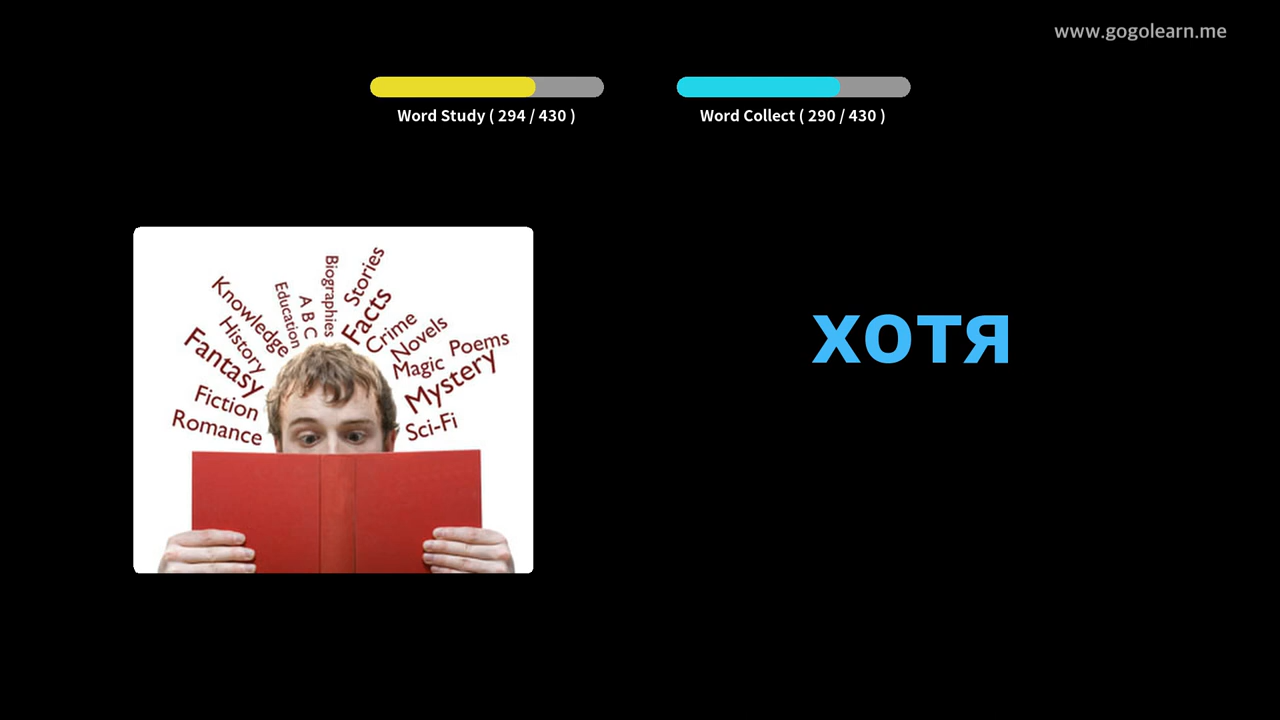 www.gogolearn.me
Word Study ( 294 / 430 )
Word Collect ( 290 / 430 )
Biographies
Stories
Education
A B C
Facts
Knowledge
History
Crime
Novels
Poems
Fantasy
Magic
Mystery
Fiction
Romance
Sci-Fi
хотя